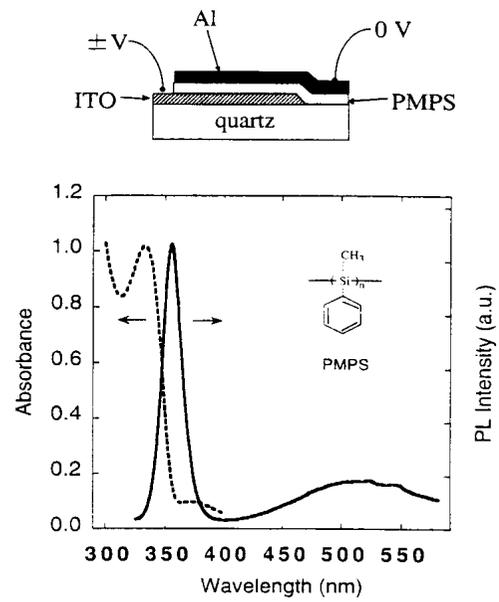 Al
± V
0 V
ITO
PMPS
quartz
1.2
1.0
0.8
0.6
0.4
0.2
0.0
Absorbance
PL Intensity (a.u.)
CH₃
Si
n
PMPS
300 350 400 450 500 550
Wavelength (nm)